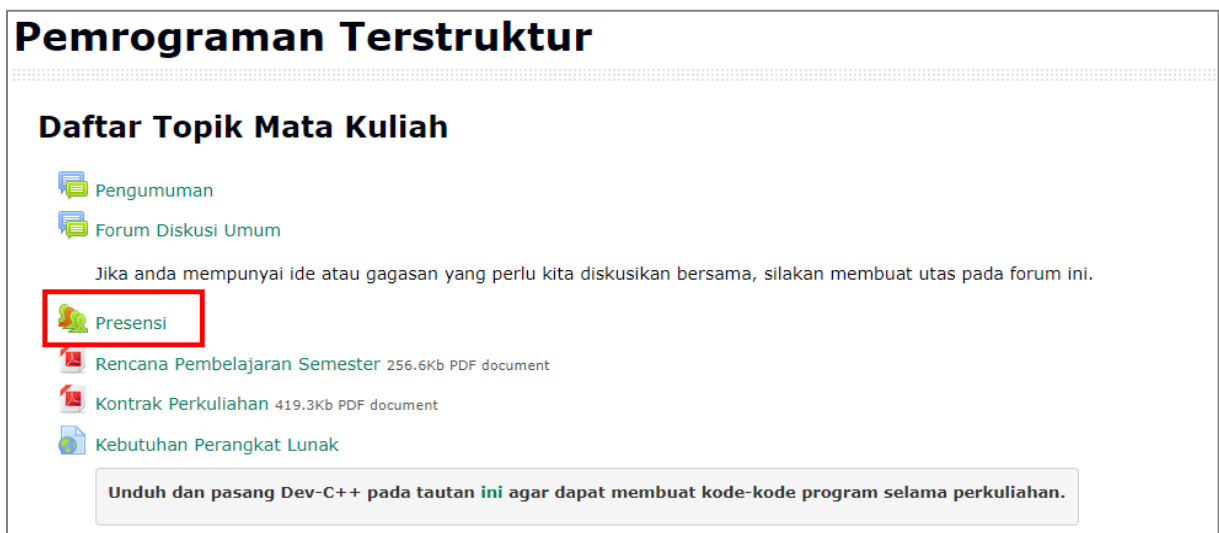 Pemrograman Terstruktur
Daftar Topik Mata Kuliah
Pengumuman
Forum Diskusi Umum
Jika anda mempunyai ide atau gagasan yang perlu kita diskusikan bersama, silakan membuat utas pada forum ini.
Presensi
Rencana Pembelajaran Semester 256.6Kb PDF document
Kontrak Perkuliahan 419.3Kb PDF document
Kebutuhan Perangkat Lunak
Unduh dan pasang Dev-C++ pada tautan ini agar dapat membuat kode-kode program selama perkuliahan.